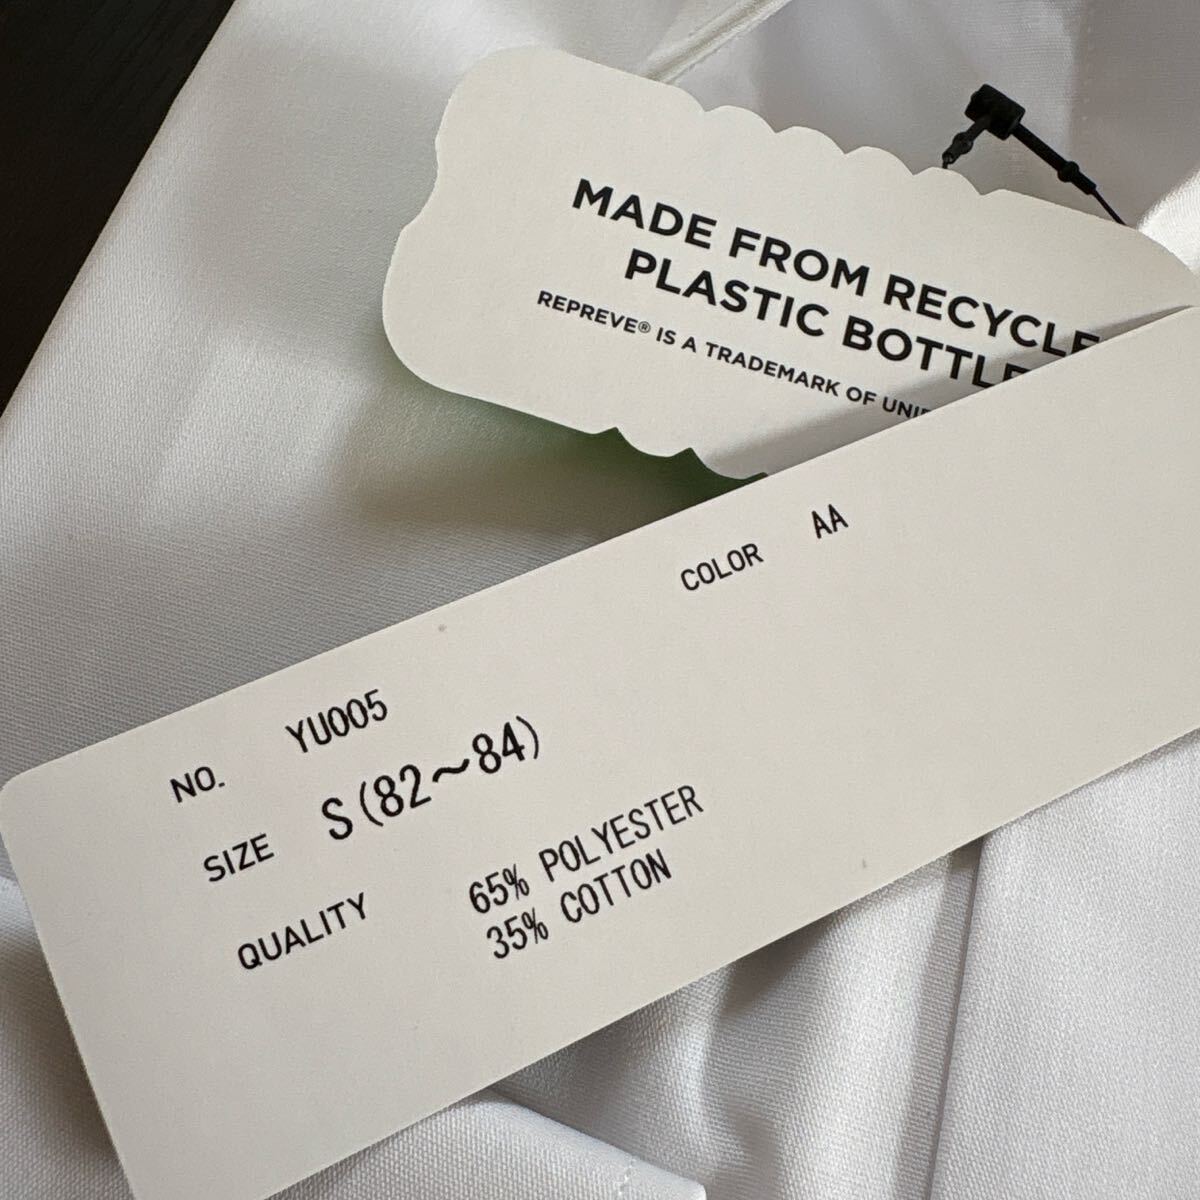 MADE FROM RECYCLE
PLASTIC BOTTLE
REPREVE® IS A TRADEMARK OF UNIF
COLOR AA
NO. YU005
SIZE S(82～84)
QUALITY 65% POLYESTER
35% COTTON